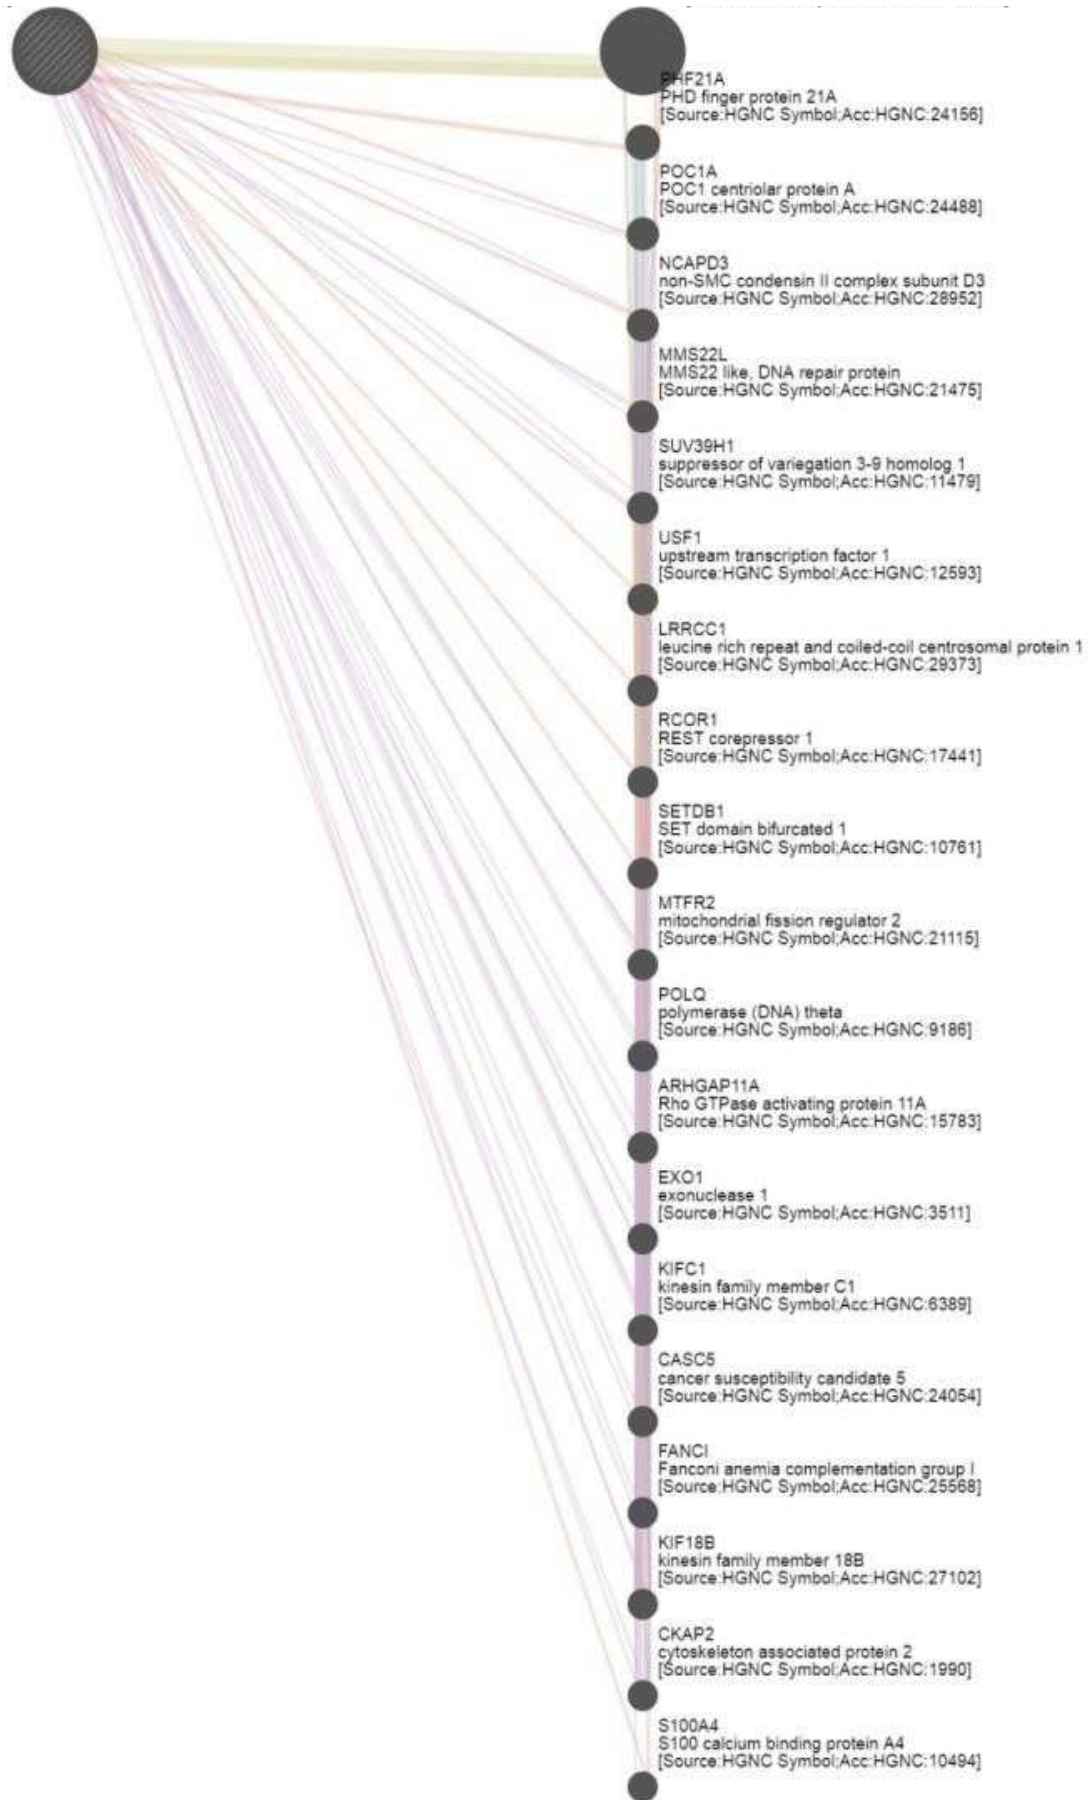 PHF21A
PHD finger protein 21A
[Source:HGNC Symbol;Acc:HGNC:24156]
POC1A
POC1 centriolar protein A
[Source:HGNC Symbol;Acc:HGNC:24488]
NCAPD3
non-SMC condensin II complex subunit D3
[Source:HGNC Symbol;Acc:HGNC:28952]
MMS22L
MMS22 like, DNA repair protein
[Source:HGNC Symbol;Acc:HGNC:21475]
SUV39H1
suppressor of variegation 3-9 homolog 1
[Source:HGNC Symbol;Acc:HGNC:11479]
USF1
upstream transcription factor 1
[Source:HGNC Symbol;Acc:HGNC:12593]
LRRCC1
leucine rich repeat and coiled-coil centrosomal protein 1
[Source:HGNC Symbol;Acc:HGNC:29373]
RCOR1
REST corepressor 1
[Source:HGNC Symbol;Acc:HGNC:17441]
SETDB1
SET domain bifurcated 1
[Source:HGNC Symbol;Acc:HGNC:10761]
MTFR2
mitochondrial fission regulator 2
[Source:HGNC Symbol;Acc:HGNC:21115]
POLQ
polymerase (DNA) theta
[Source:HGNC Symbol;Acc:HGNC:9186]
ARHGAP11A
Rho GTPase activating protein 11A
[Source:HGNC Symbol;Acc:HGNC:15783]
EXO1
exonuclease 1
[Source:HGNC Symbol;Acc:HGNC:3511]
KIFC1
kinesin family member C1
[Source:HGNC Symbol;Acc:HGNC:6389]
CASC5
cancer susceptibility candidate 5
[Source:HGNC Symbol;Acc:HGNC:24054]
FANCI
Fanconi anemia complementation group I
[Source:HGNC Symbol;Acc:HGNC:25568]
KIF18B
kinesin family member 18B
[Source:HGNC Symbol;Acc:HGNC:27102]
CKAP2
cytoskeleton associated protein 2
[Source:HGNC Symbol;Acc:HGNC:1990]
S100A4
S100 calcium binding protein A4
[Source:HGNC Symbol;Acc:HGNC:10494]